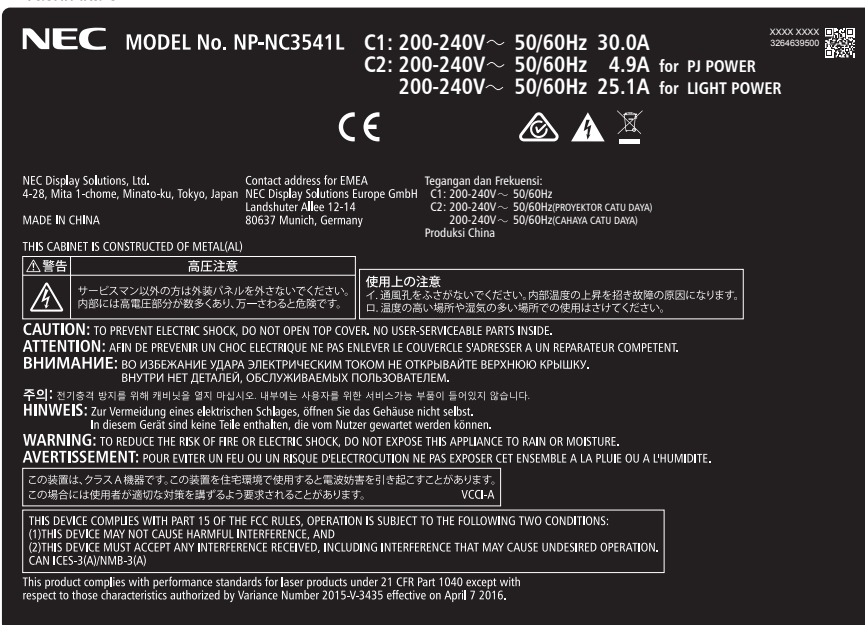 NEC MODEL No. NP-NC3541L C1: 200-240V～ 50/60Hz 30.0A
C2: 200-240V～ 50/60Hz 4.9A for PJ POWER
200-240V～ 50/60Hz 25.1A for LIGHT POWER
XXXX XXXX
3264639500
CE
NEC Display Solutions, Ltd.
4-28, Mita 1-chome, Minato-ku, Tokyo, Japan
MADE IN CHINA
Contact address for EMEA
NEC Display Solutions Europe GmbH
Landshuter Allee 12-14
80637 Munich, Germany
Tegangan dan Frekuensi:
C1: 200-240V～ 50/60Hz
C2: 200-240V～ 50/60Hz(PROYEKTOR CATU DAYA)
200-240V～ 50/60Hz(CAHAYA CATU DAYA)
Produksi China
THIS CABINET IS CONSTRUCTED OF METAL(AL)
⚠警告 高圧注意
サービスマン以外の方は外装パネルを外さないでください。
内部には高電圧部分が数多くあり、万一さわると危険です。
使用上の注意
イ. 通風孔をふさがないでください。内部温度の上昇を招き故障の原因になります。
ロ. 温度の高い場所や湿気の多い場所での使用はさけてください。
CAUTION: TO PREVENT ELECTRIC SHOCK, DO NOT OPEN TOP COVER. NO USER-SERVICEABLE PARTS INSIDE.
ATTENTION: AFIN DE PREVENIR UN CHOC ELECTRIQUE NE PAS ENLEVER LE COUVERCLE S'ADRESSER A UN REPARATEUR COMPETENT.
ВНИМАНИЕ: ВО ИЗБЕЖАНИЕ УДАРА ЭЛЕКТРИЧЕСКИМ ТОКОМ НЕ ОТКРЫВАЙТЕ ВЕРХНЮЮ КРЫШКУ.
ВНУТРИ НЕТ ДЕТАЛЕЙ, ОБСЛУЖИВАЕМЫХ ПОЛЬЗОВАТЕЛЕМ.
주의: 전기충격 방지를 위해 캐비닛을 열지 마십시오. 내부에는 사용자를 위한 서비스가능 부품이 들어있지 않습니다.
HINWEIS: Zur Vermeidung eines elektrischen Schlages, öffnen Sie das Gehäuse nicht selbst.
In diesem Gerät sind keine Teile enthalten, die vom Nutzer gewartet werden können.
WARNING: TO REDUCE THE RISK OF FIRE OR ELECTRIC SHOCK, DO NOT EXPOSE THIS APPLIANCE TO RAIN OR MOISTURE.
AVERTISSEMENT: POUR EVITER UN FEU OU UN RISQUE D'ELECTROCUTION NE PAS EXPOSER CET ENSEMBLE A LA PLUIE OU A L'HUMIDITE.
この装置は、クラスA機器です。この装置を住宅環境で使用すると電波妨害を引き起こすことがあります。
この場合には使用者が適切な対策を講ずるよう要求されることがあります。 VCCI-A
THIS DEVICE COMPLIES WITH PART 15 OF THE FCC RULES, OPERATION IS SUBJECT TO THE FOLLOWING TWO CONDITIONS:
(1)THIS DEVICE MAY NOT CAUSE HARMFUL INTERFERENCE, AND
(2)THIS DEVICE MUST ACCEPT ANY INTERFERENCE RECEIVED, INCLUDING INTERFERENCE THAT MAY CAUSE UNDESIRED OPERATION.
CAN ICES-3(A)/NMB-3(A)
This product complies with performance standards for laser products under 21 CFR Part 1040 except with
respect to those characteristics authorized by Variance Number 2015-V-3435 effective on April 7 2016.